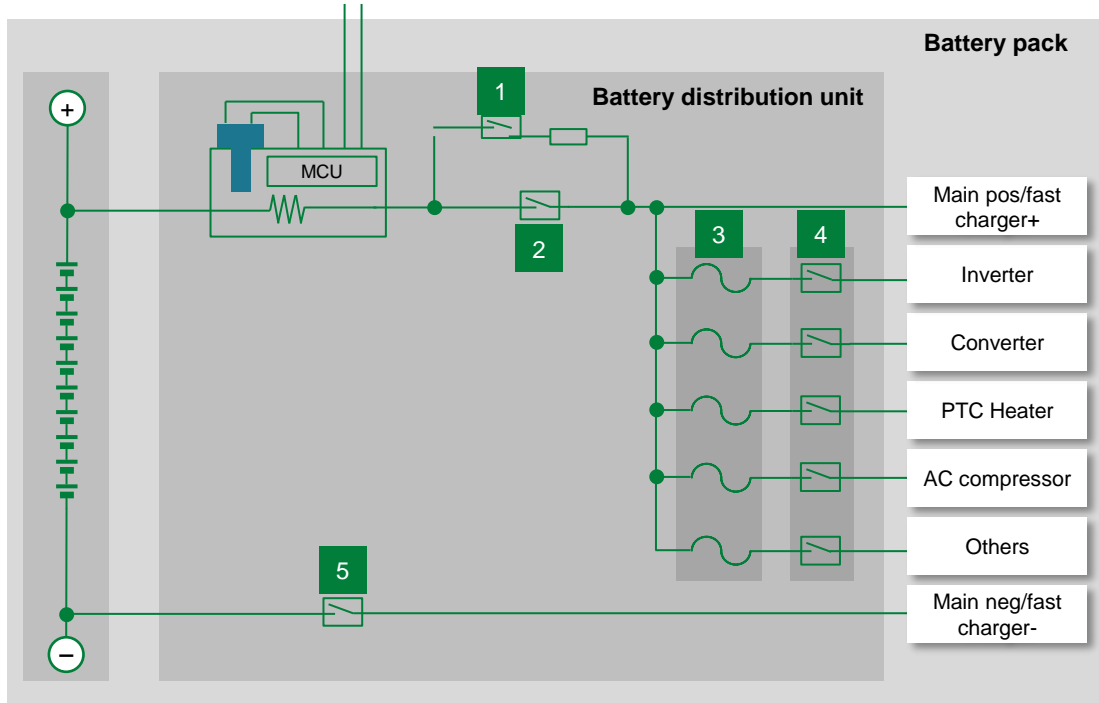 Battery pack
+
1
Battery distribution unit
MCU
2
3
4
Main pos/fast
charger+
Inverter
Converter
PTC Heater
AC compressor
Others
5
Main neg/fast
charger-
–